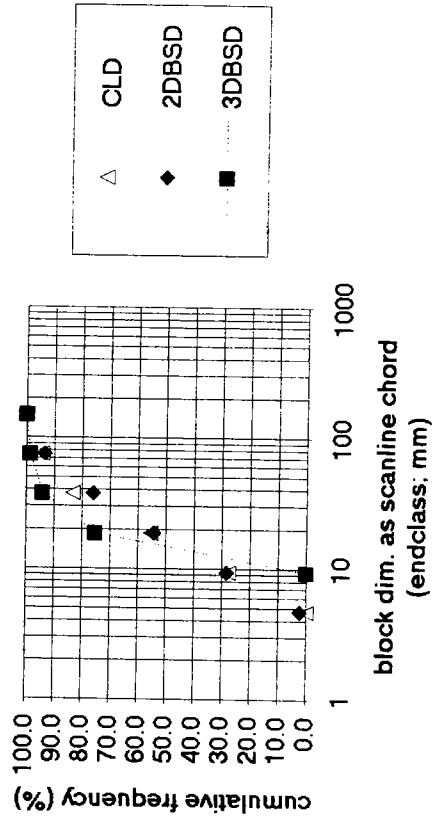 cumulative frequency (%)
100.0
90.0
80.0
70.0
60.0
50.0
40.0
30.0
20.0
10.0
0.0
1
10
100
1000
block dim. as scanline chord
(endclass; mm)
CLD
2DBSD
3DBSD